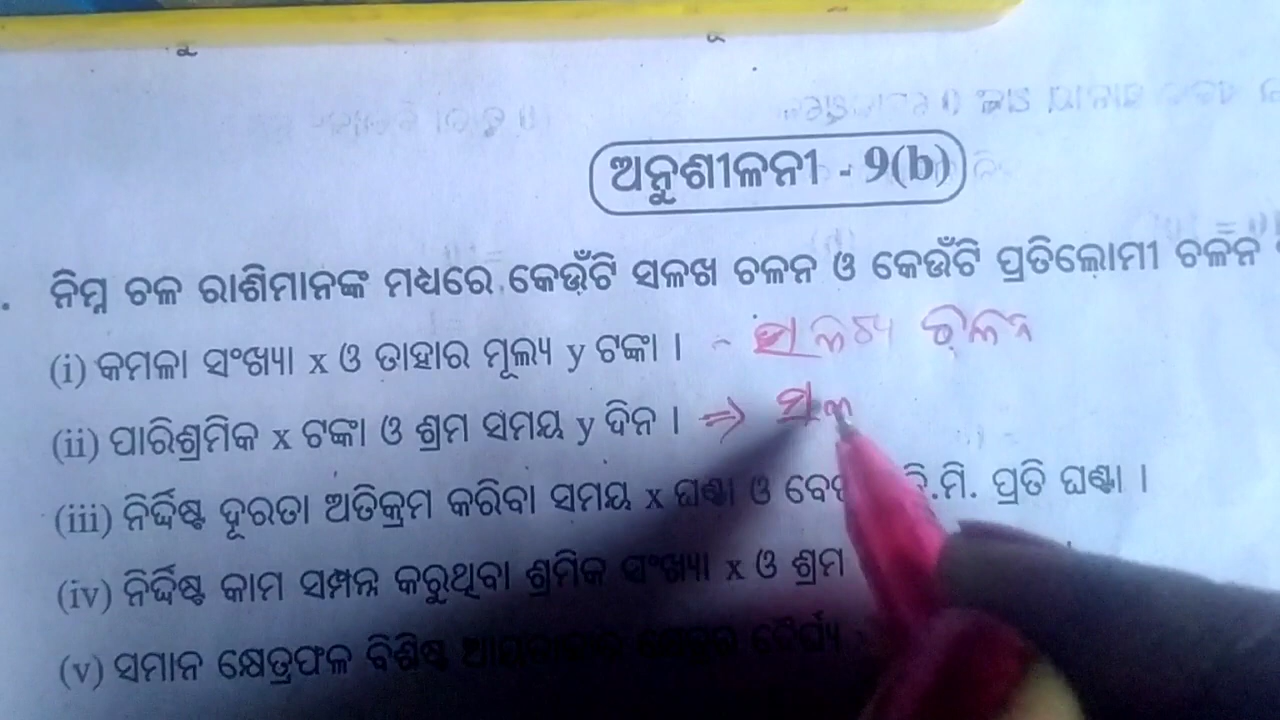 ଅନୁଶୀଳନୀ - 9(b)
ନିମ୍ନ ଚଳ ରାଶିମାନଙ୍କ ମଧ୍ୟରେ କେଉଁଟି ସଳଖ ଚଳନ ଓ କେଉଁଟି ପ୍ରତିଲୋମୀ ଚଳନ
(i) କମଳା ସଂଖ୍ୟା x ଓ ତାହାର ମୂଲ୍ୟ y ଟଙ୍କା । - ଚଳନ
(ii) ପାରିଶ୍ରମିକ x ଟଙ୍କା ଓ ଶ୍ରମ ସମୟ y ଦିନ । ⇒
(iii) ନିର୍ଦ୍ଦିଷ୍ଟ ଦୂରତା ଅତିକ୍ରମ କରିବା ସମୟ x ଘଣ୍ଟା ଓ କି.ମି. ପ୍ରତି ଘଣ୍ଟା ।
(iv) ନିର୍ଦ୍ଦିଷ୍ଟ କାମ ସମ୍ପନ୍ନ କରୁଥିବା ଶ୍ରମିକ ସଂଖ୍ୟା x ଓ ଶ୍ରମ
(v) ସମାନ କ୍ଷେତ୍ରଫଳ ବିଶିଷ୍ଟ ଦୈର୍ଘ୍ୟ